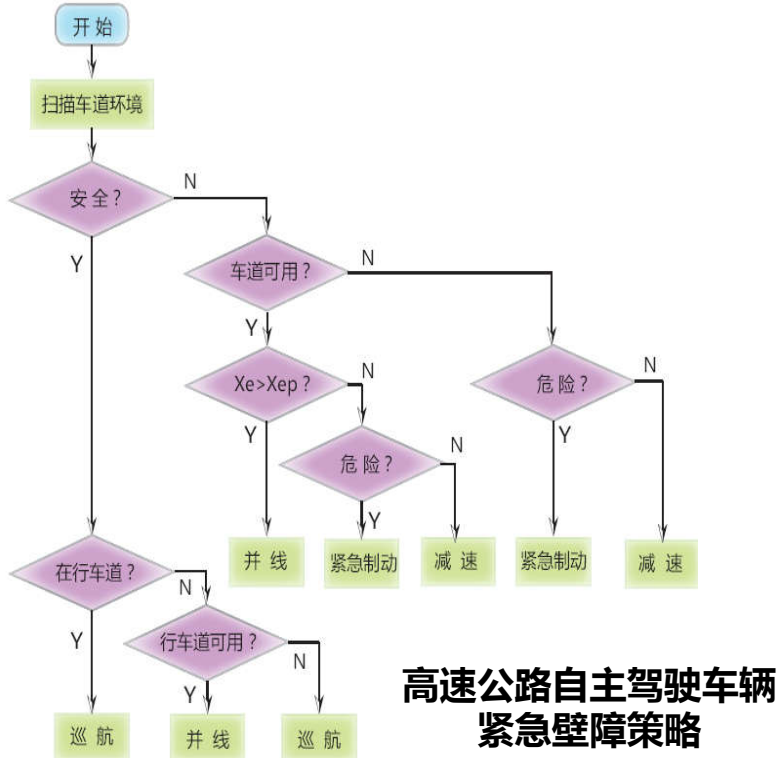 开 始
扫描车道环境
安 全？
N
Y
车道可用？
N
Y
Xe>Xep？
N
Y
危 险？
N
Y
危 险？
N
Y
并 线
紧急制动
减 速
紧急制动
减 速
在行车道？
N
Y
行车道可用？
N
Y
巡 航
并 线
巡 航
高速公路自主驾驶车辆
紧急壁障策略